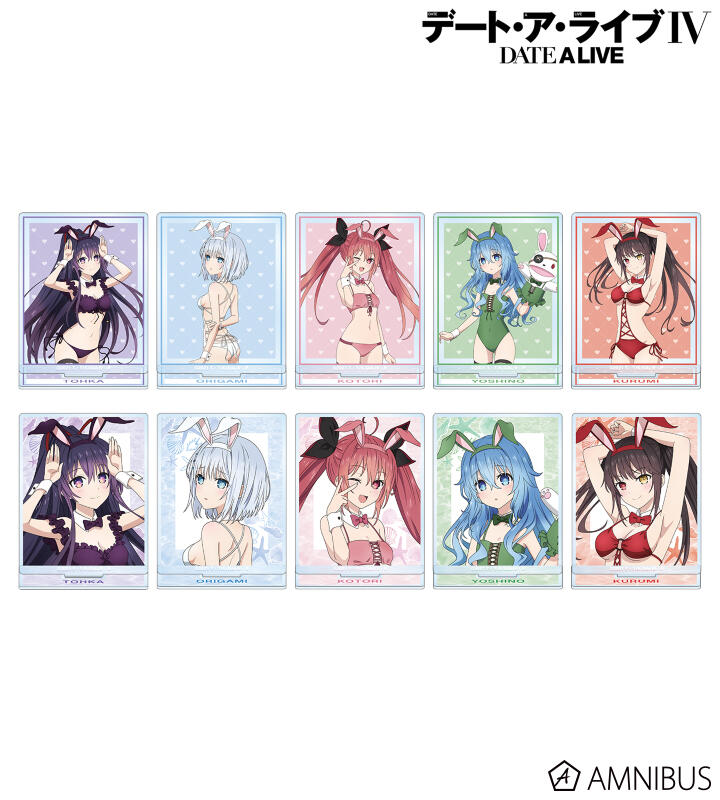 デート・ア・ライブIV
DATE A LIVE
TOHKA
ORIGAMI
KOTORI
YOSHINO
KURUMI
TOHKA
ORIGAMI
KOTORI
YOSHINO
KURUMI
AMNIBUS